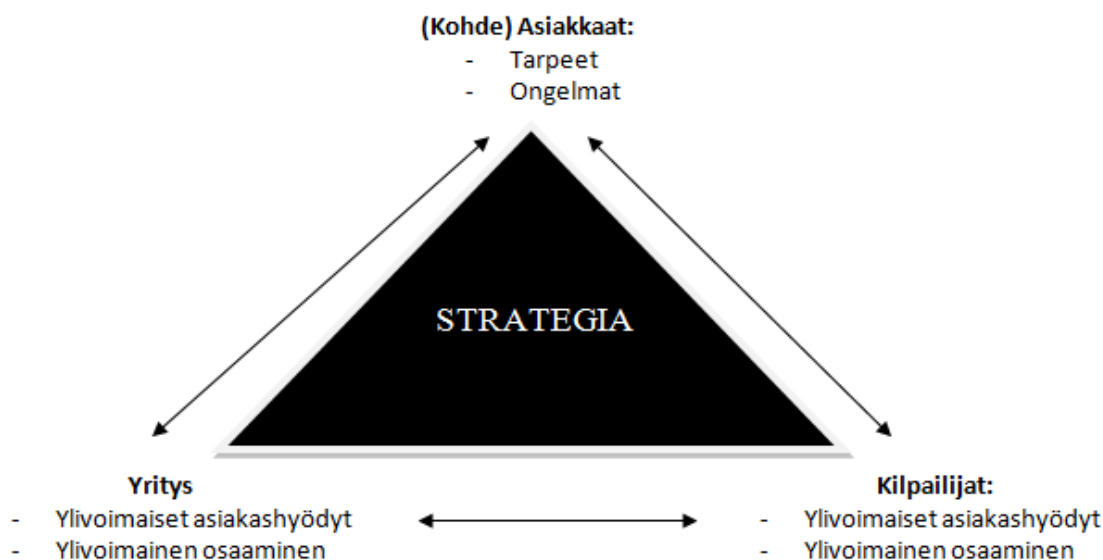 (Kohde) Asiakkaat:
- Tarpeet
- Ongelmat
STRATEGIA
Yritys
- Ylivoimaiset asiakashyödyt
- Ylivoimainen osaaminen
Kilpailijat:
- Ylivoimaiset asiakashyödyt
- Ylivoimainen osaaminen